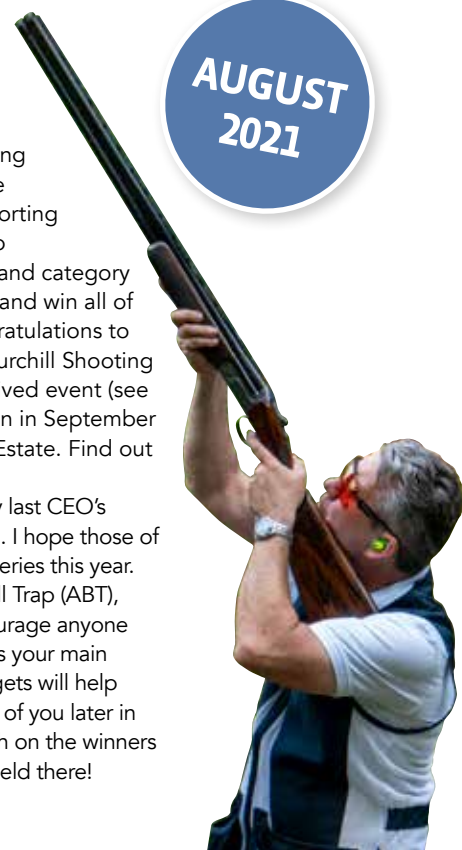 AUGUST
2021
ng
e
orting
o
and category
and win all of
gratulations to
urchill Shooting
ved event (see
n in September
Estate. Find out
y last CEO's
. I hope those of
eries this year.
ll Trap (ABT),
urage anyone
s your main
gets will help
of you later in
n on the winners
eld there!